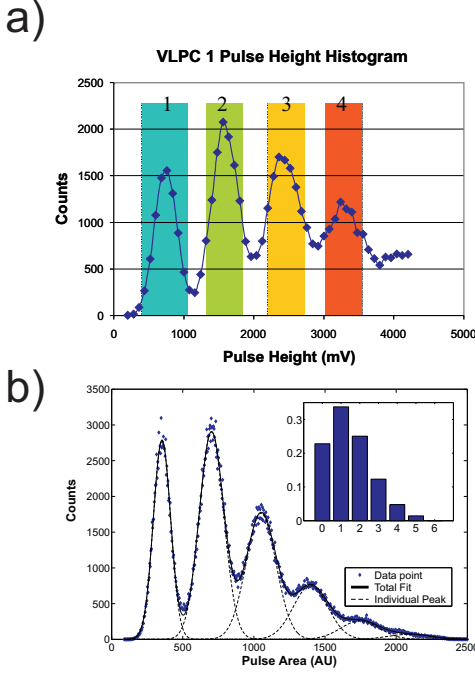 a)
VLPC 1 Pulse Height Histogram
2500
2000
1500
1000
500
0
Counts
1 2 3 4
0 1000 2000 3000 4000 5000
Pulse Height (mV)
b)
3500
3000
2500
2000
1500
1000
500
0
Counts
0.3
0.2
0.1
0
0 1 2 3 4 5 6
Data point
Total Fit
Individual Peak
0 500 1000 1500 2000 2500
Pulse Area (AU)